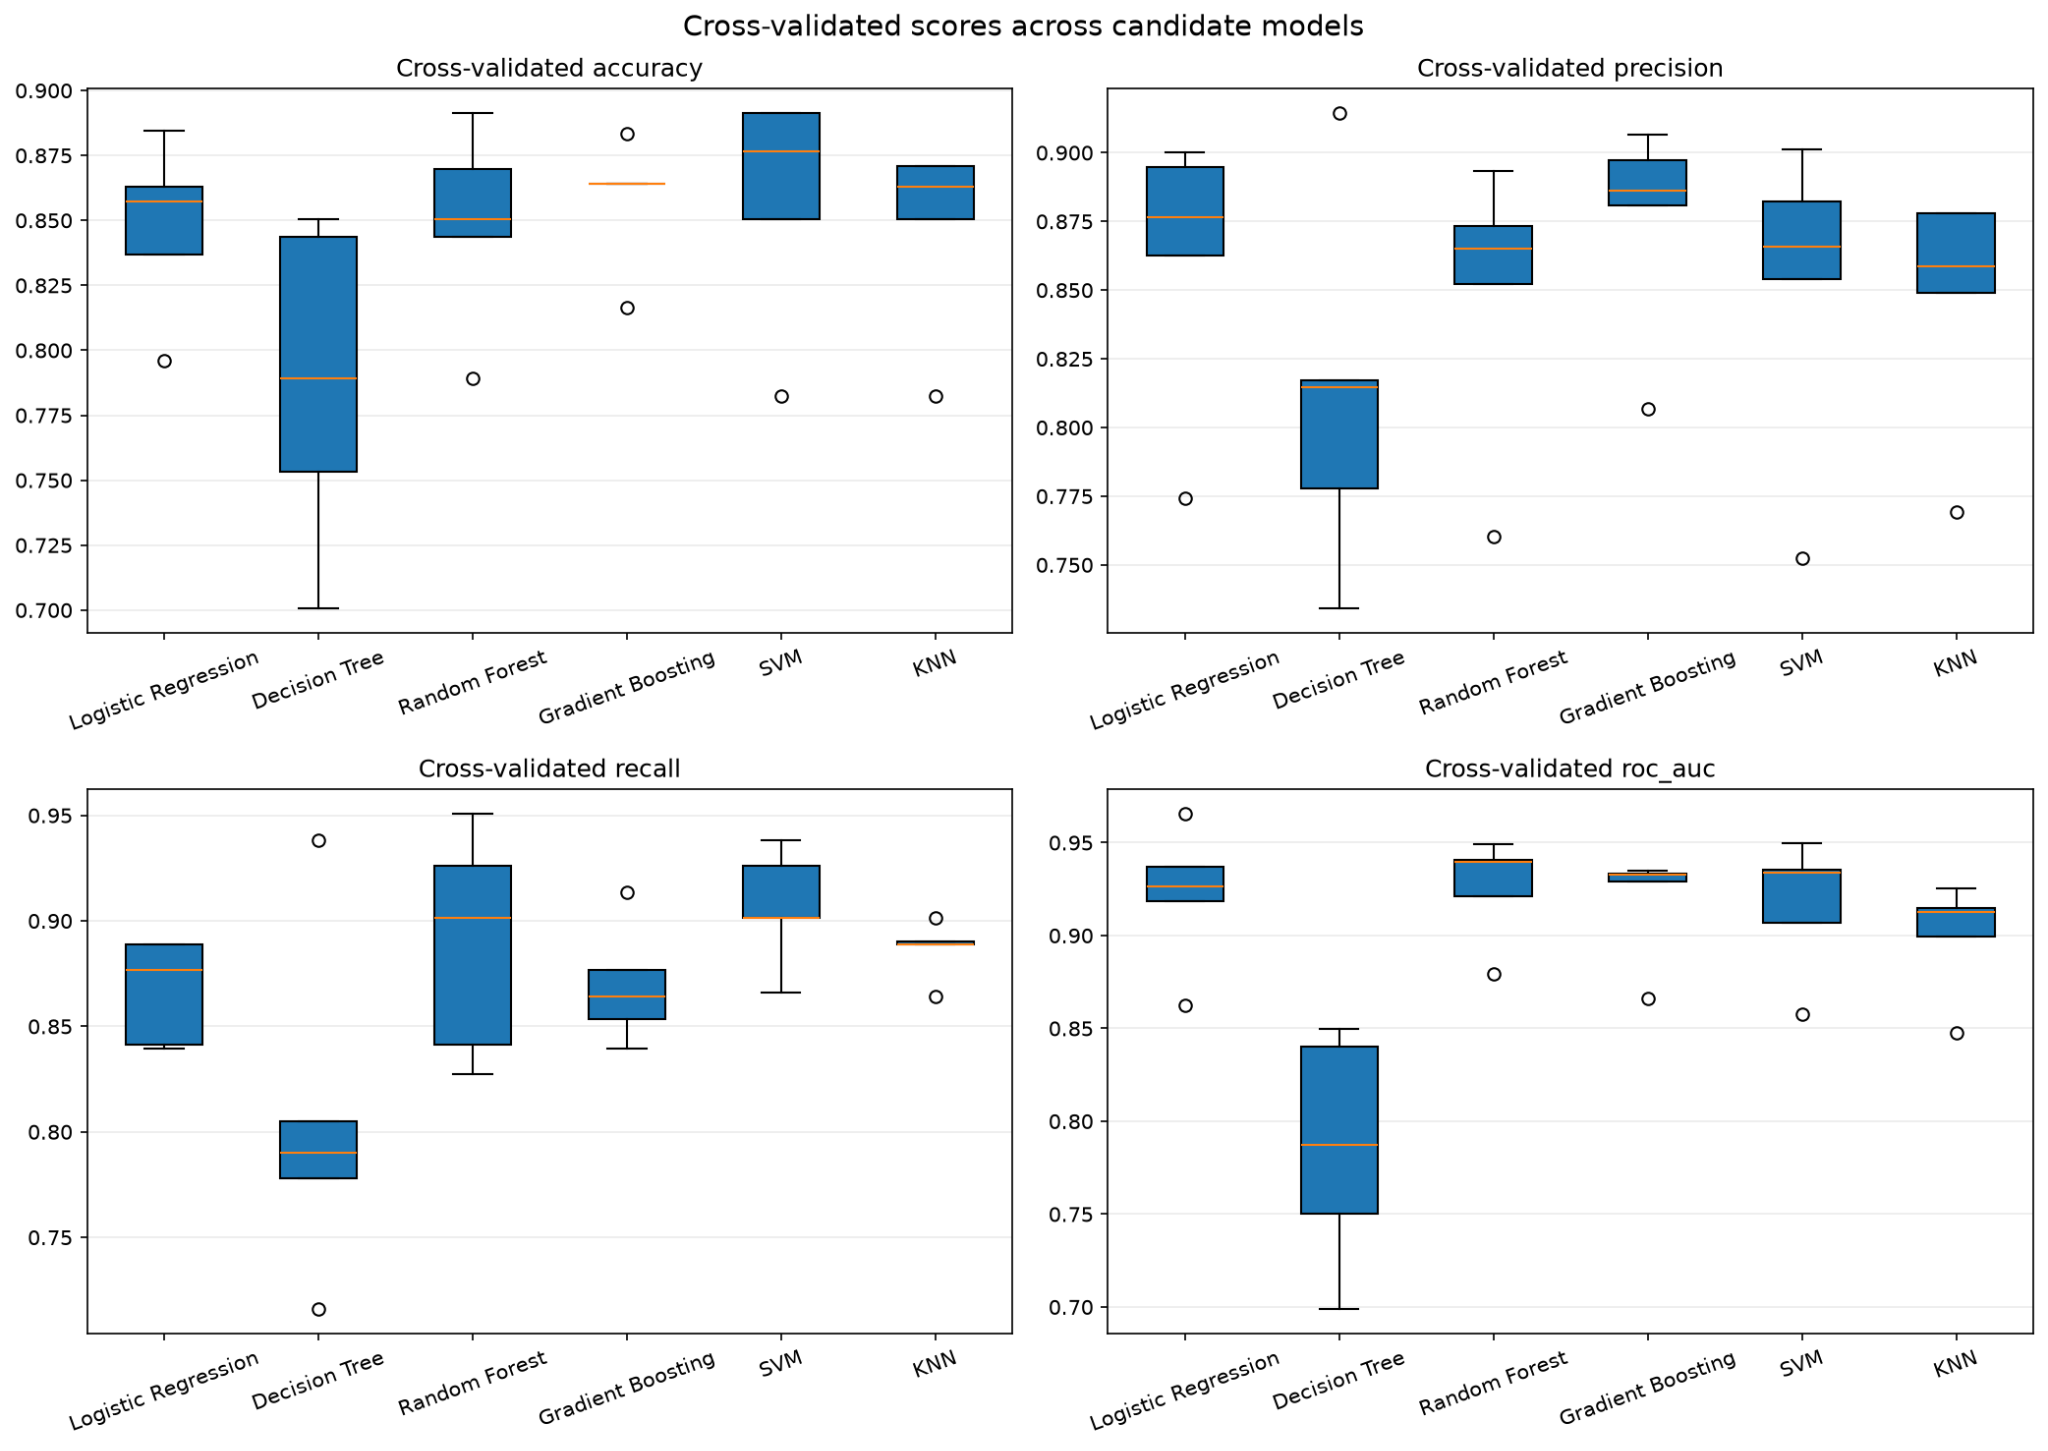 Cross-validated scores across candidate models
Cross-validated accuracy
0.900
0.875
0.850
0.825
0.800
0.775
0.750
0.725
0.700
Logistic Regression
Decision Tree
Random Forest
Gradient Boosting
SVM
KNN
Cross-validated precision
0.900
0.875
0.850
0.825
0.800
0.775
0.750
Logistic Regression
Decision Tree
Random Forest
Gradient Boosting
SVM
KNN
Cross-validated recall
0.95
0.90
0.85
0.80
0.75
Logistic Regression
Decision Tree
Random Forest
Gradient Boosting
SVM
KNN
Cross-validated roc_auc
0.95
0.90
0.85
0.80
0.75
0.70
Logistic Regression
Decision Tree
Random Forest
Gradient Boosting
SVM
KNN